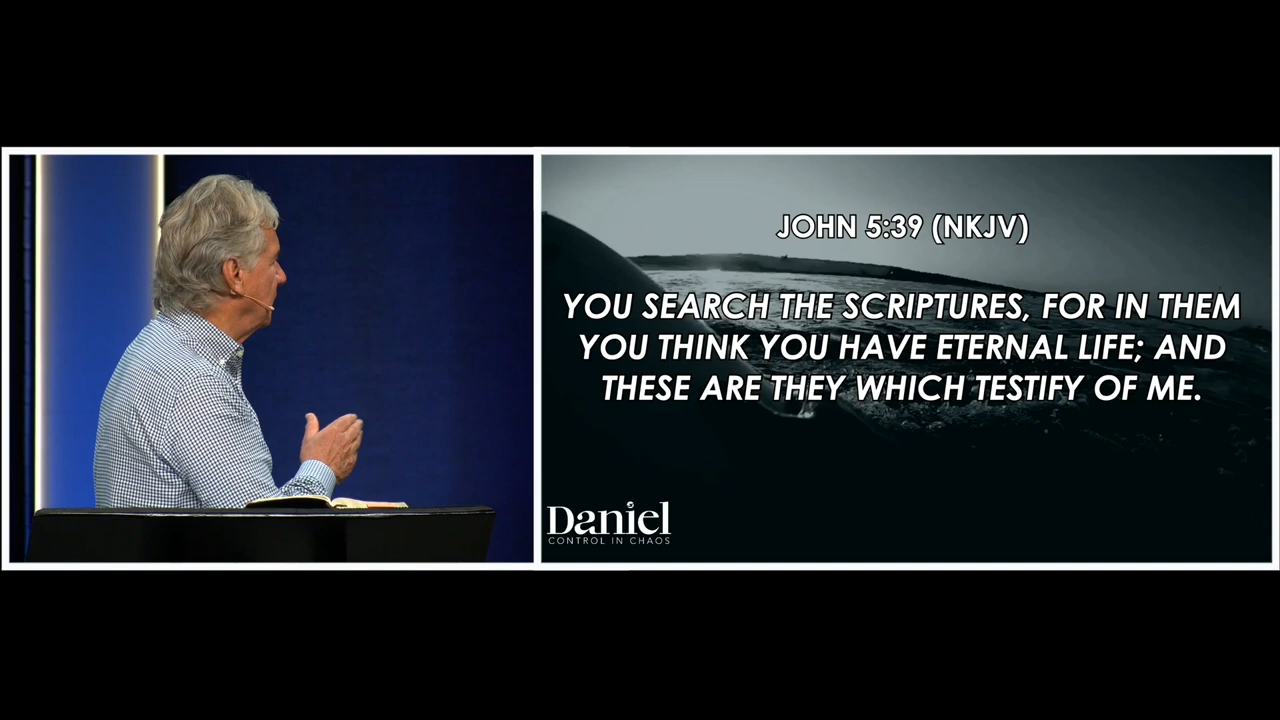 JOHN 5:39 (NKJV)
YOU SEARCH THE SCRIPTURES, FOR IN THEM
YOU THINK YOU HAVE ETERNAL LIFE; AND
THESE ARE THEY WHICH TESTIFY OF ME.
Daniel
CONTROL IN CHAOS